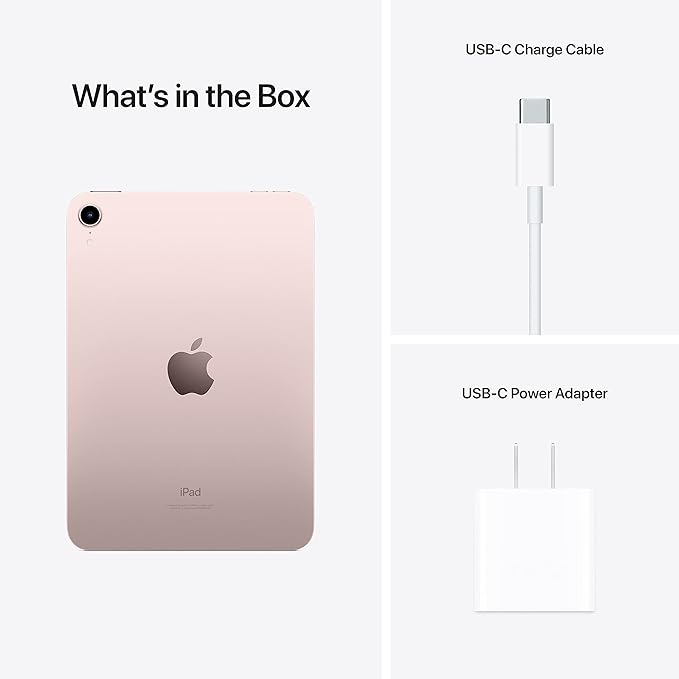 What's in the Box
iPad
USB-C Charge Cable
USB-C Power Adapter